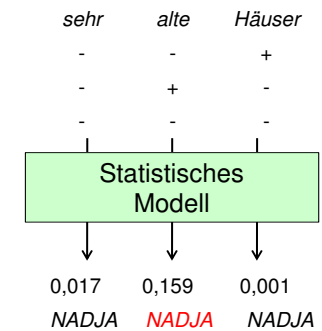 sehr alte Häuser
- - +
- + -
- - -
Statistisches
Modell
0,017 0,159 0,001
NADJA NADJA NADJA